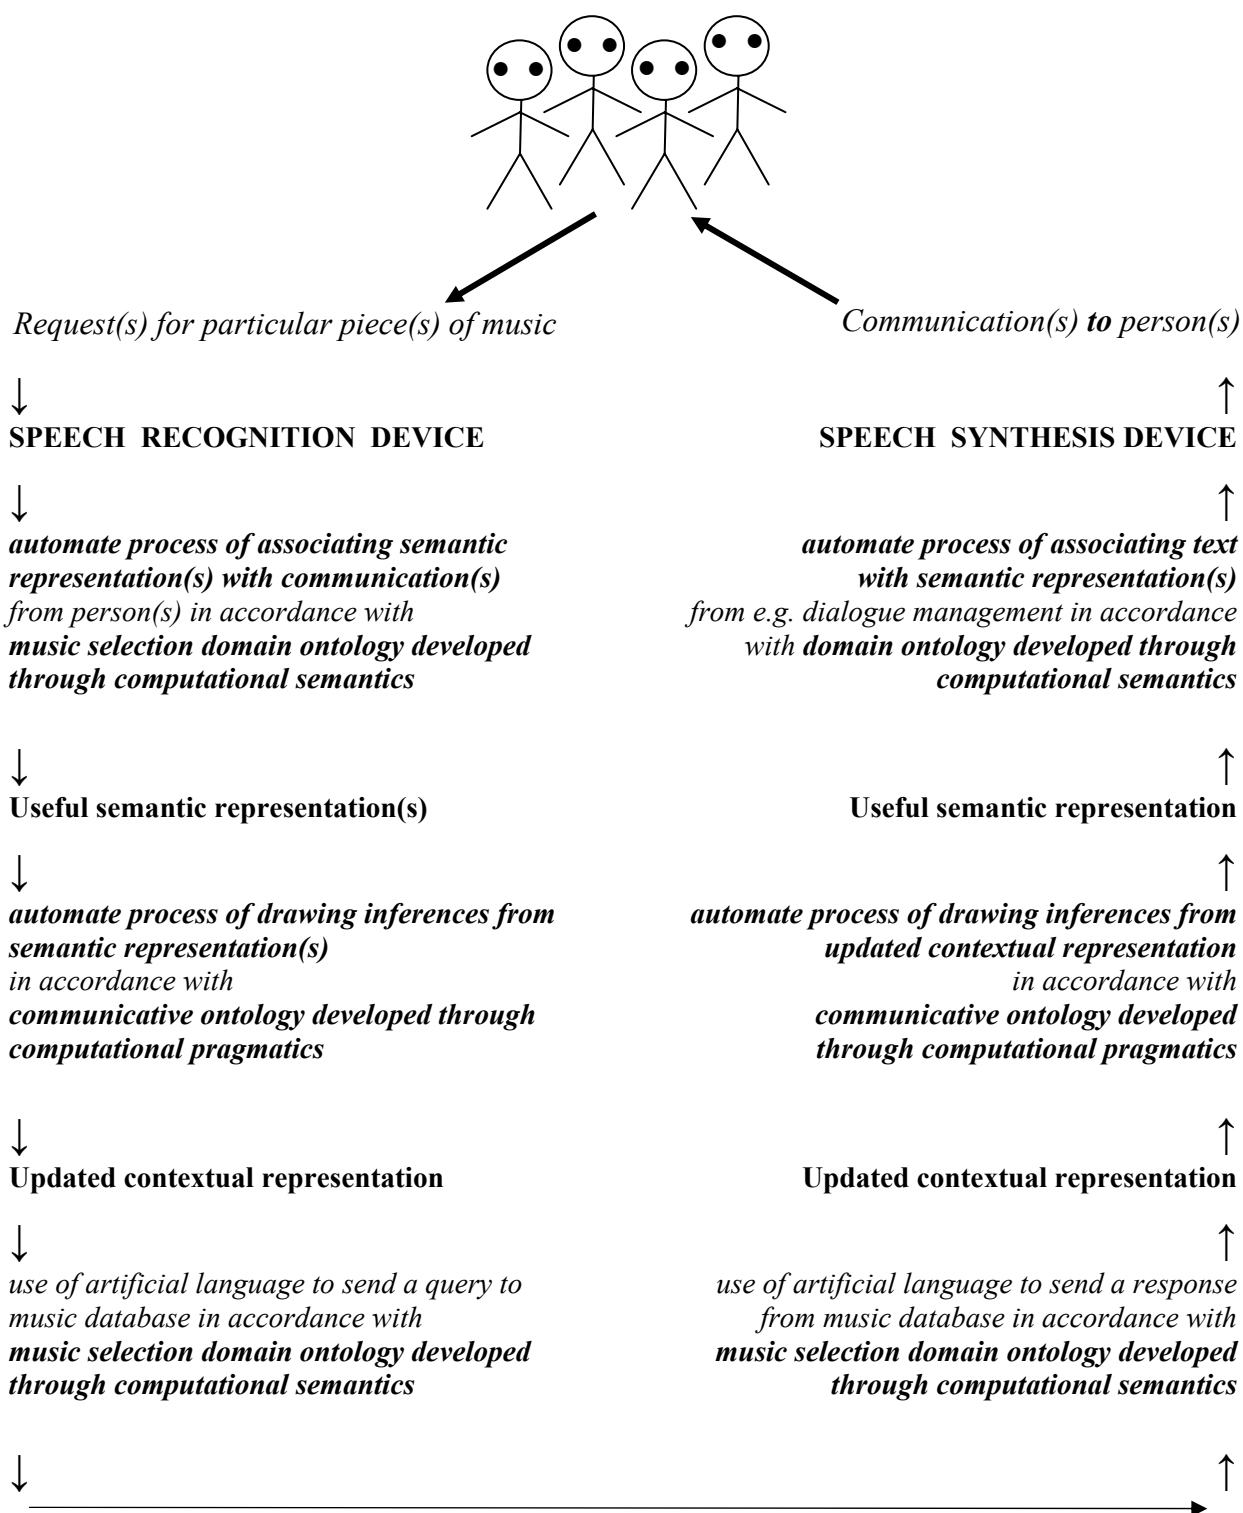 Request(s) for particular piece(s) of music
↓
SPEECH RECOGNITION DEVICE
↓
automate process of associating semantic
representation(s) with communication(s)
from person(s) in accordance with
music selection domain ontology developed
through computational semantics
↓
Useful semantic representation(s)
↓
automate process of drawing inferences from
semantic representation(s)
in accordance with
communicative ontology developed through
computational pragmatics
↓
Updated contextual representation
↓
use of artificial language to send a query to
music database in accordance with
music selection domain ontology developed
through computational semantics
↓
Communication(s) to person(s)
↑
SPEECH SYNTHESIS DEVICE
↑
automate process of associating text
with semantic representation(s)
from e.g. dialogue management in accordance
with domain ontology developed through
computational semantics
↑
Useful semantic representation
↑
automate process of drawing inferences from
updated contextual representation
in accordance with
communicative ontology developed
through computational pragmatics
↑
Updated contextual representation
↑
use of artificial language to send a response
from music database in accordance with
music selection domain ontology developed
through computational semantics
↑